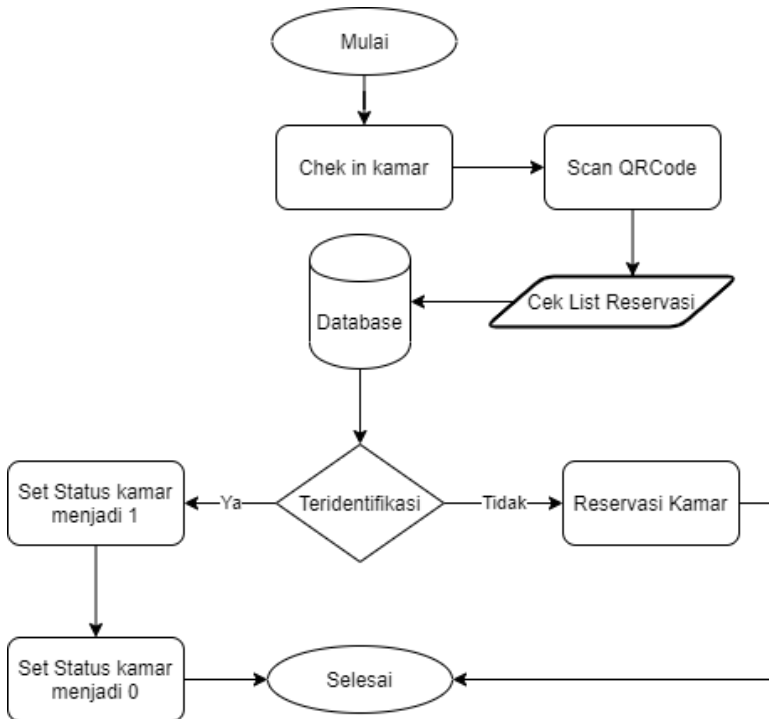 Mulai
Chek in kamar
Scan QRCode
Cek List Reservasi
Database
Teridentifikasi
Ya
Tidak
Set Status kamar
menjadi 1
Reservasi Kamar
Set Status kamar
menjadi 0
Selesai